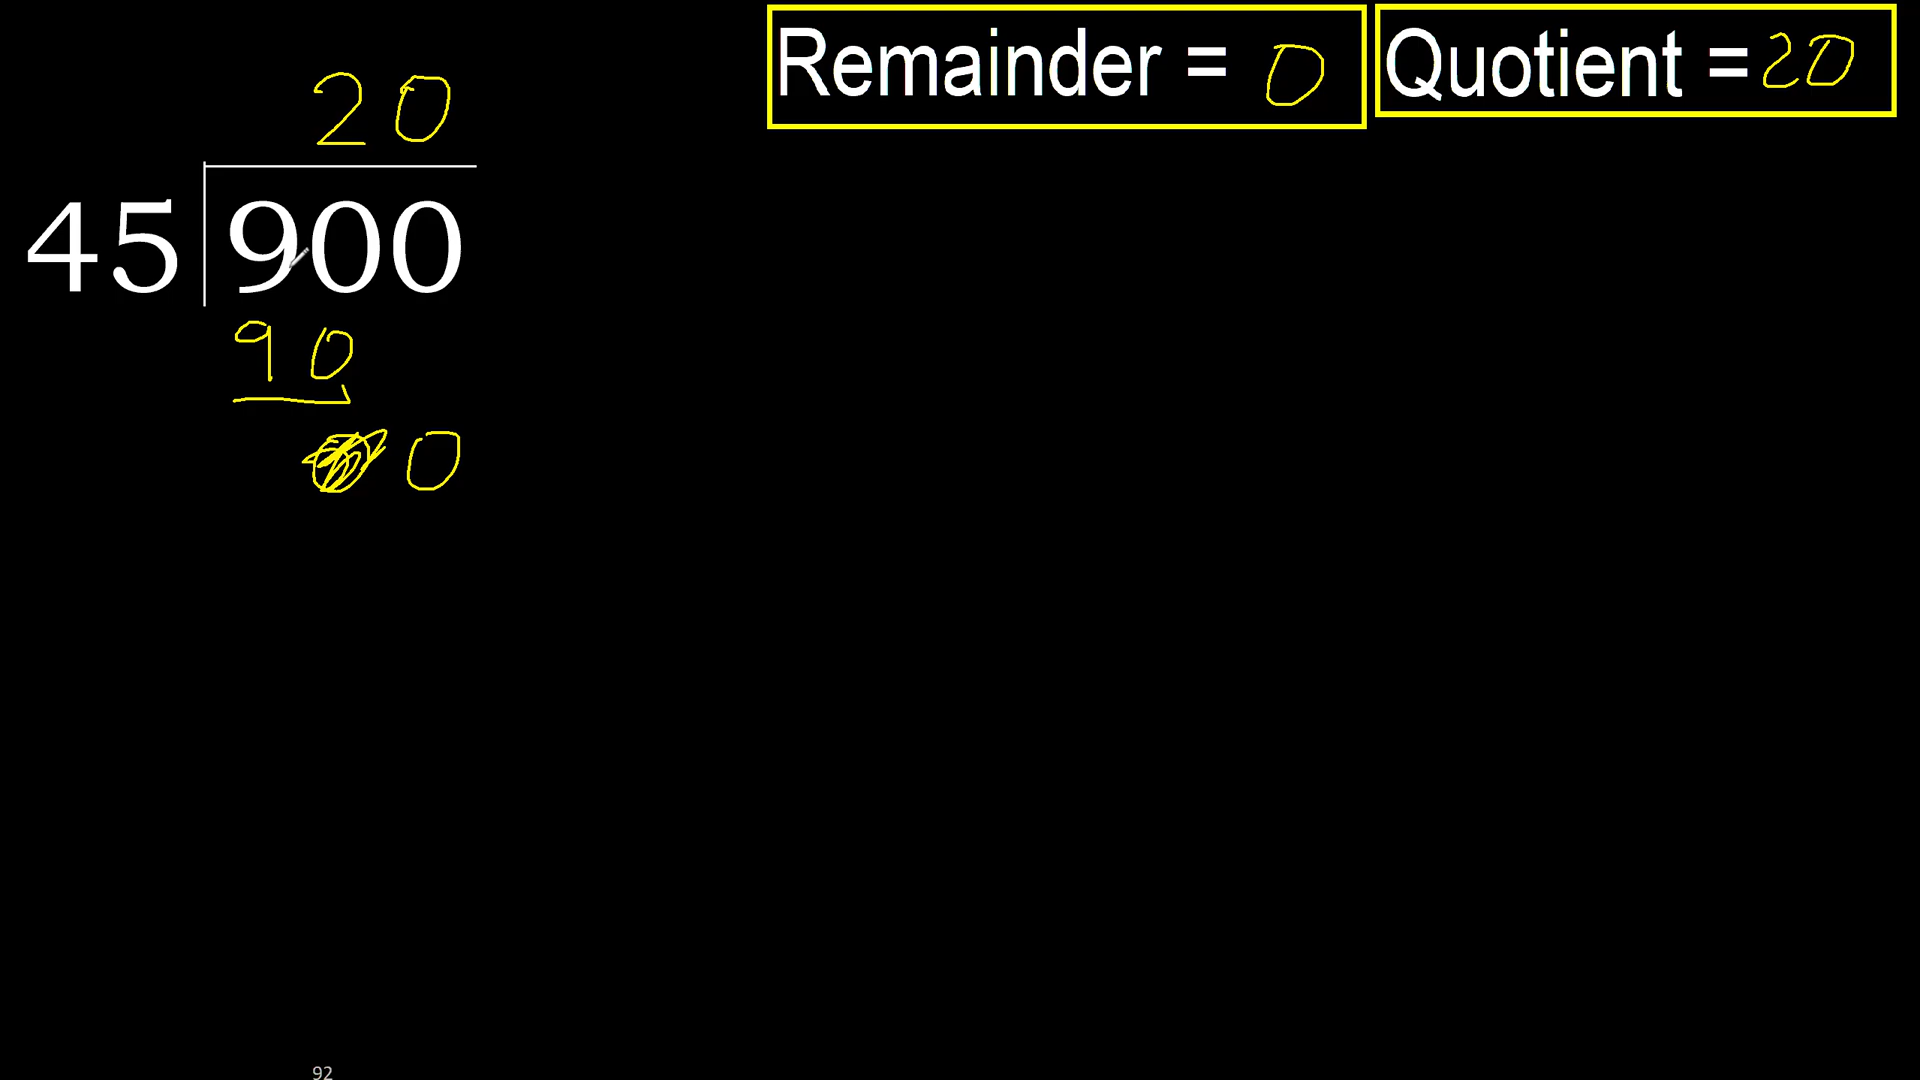 Remainder = 0
Quotient = 20
20
45 900
90
0
92